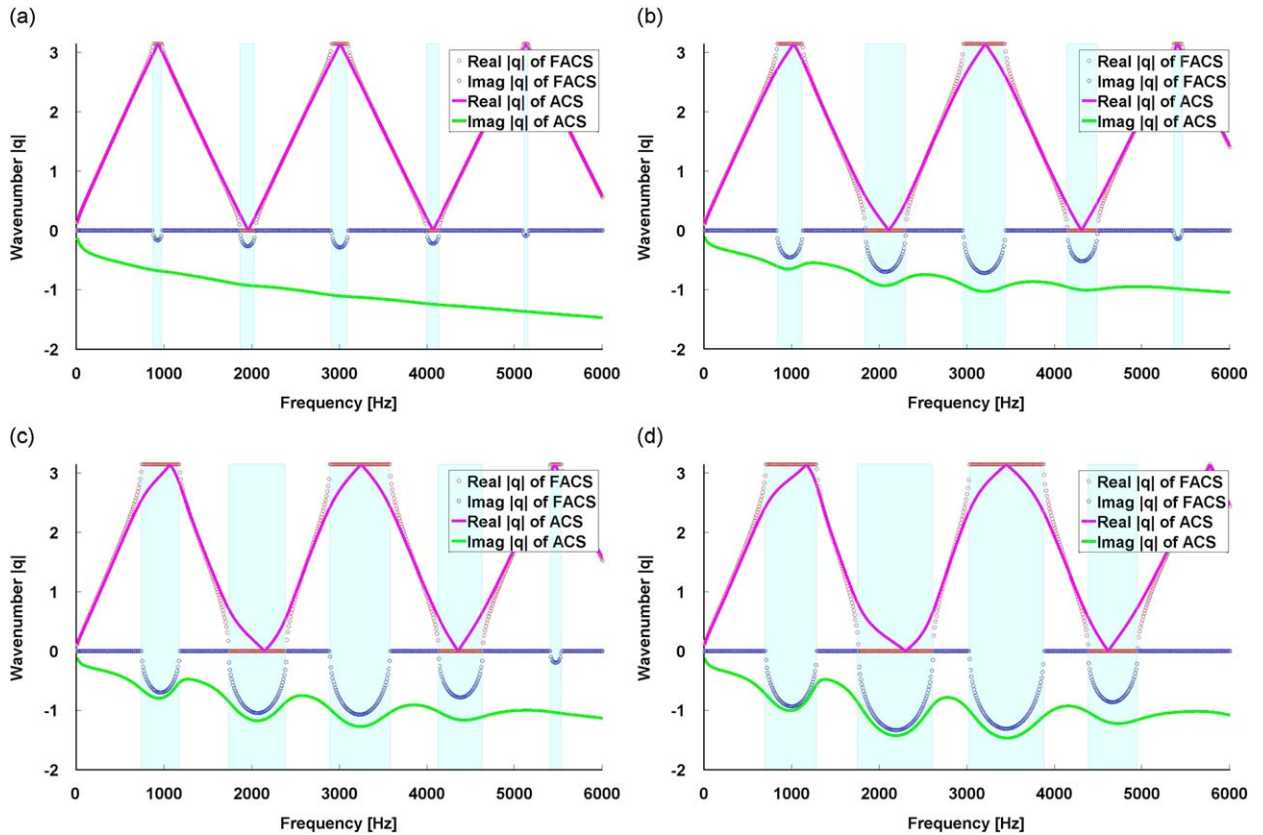 (a)
3
2
1
0
-1
-2
Wavenumber |q|
Real |q| of FACS
Imag |q| of FACS
Real |q| of ACS
Imag |q| of ACS
0 1000 2000 3000 4000 5000 6000
Frequency [Hz]
(b)
3
2
1
0
-1
-2
Wavenumber |q|
Real |q| of FACS
Imag |q| of FACS
Real |q| of ACS
Imag |q| of ACS
0 1000 2000 3000 4000 5000 6000
Frequency [Hz]
(c)
3
2
1
0
-1
-2
Wavenumber |q|
Real |q| of FACS
Imag |q| of FACS
Real |q| of ACS
Imag |q| of ACS
0 1000 2000 3000 4000 5000 6000
Frequency [Hz]
(d)
3
2
1
0
-1
-2
Wavenumber |q|
Real |q| of FACS
Imag |q| of FACS
Real |q| of ACS
Imag |q| of ACS
0 1000 2000 3000 4000 5000 6000
Frequency [Hz]